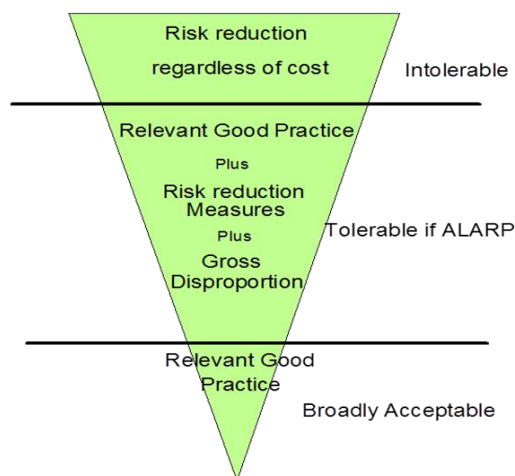 Risk reduction
regardless of cost
Intolerable
Relevant Good Practice
Plus
Risk reduction
Measures
Plus
Tolerable if ALARP
Gross
Disproportion
Relevant Good
Practice
Broadly Acceptable